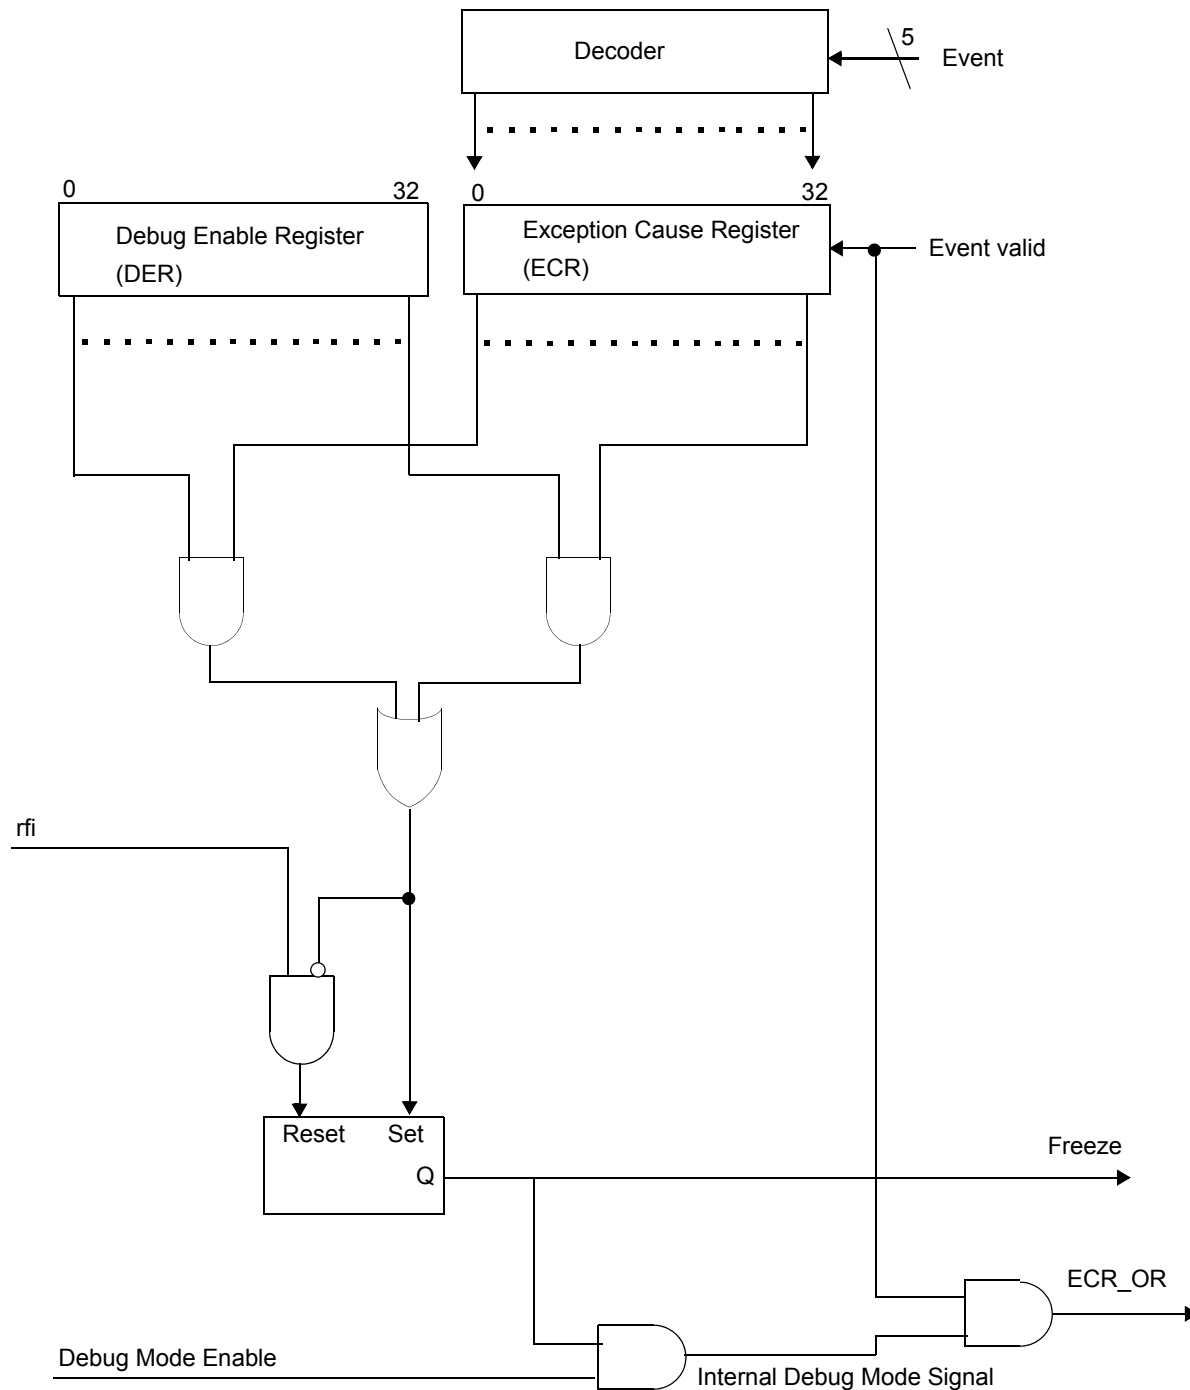 Decoder
5
Event
0
32
0
32
Debug Enable Register
(DER)
Exception Cause Register
(ECR)
Event valid
rfi
Reset
Set
Q
Freeze
ECR_OR
Debug Mode Enable
Internal Debug Mode Signal